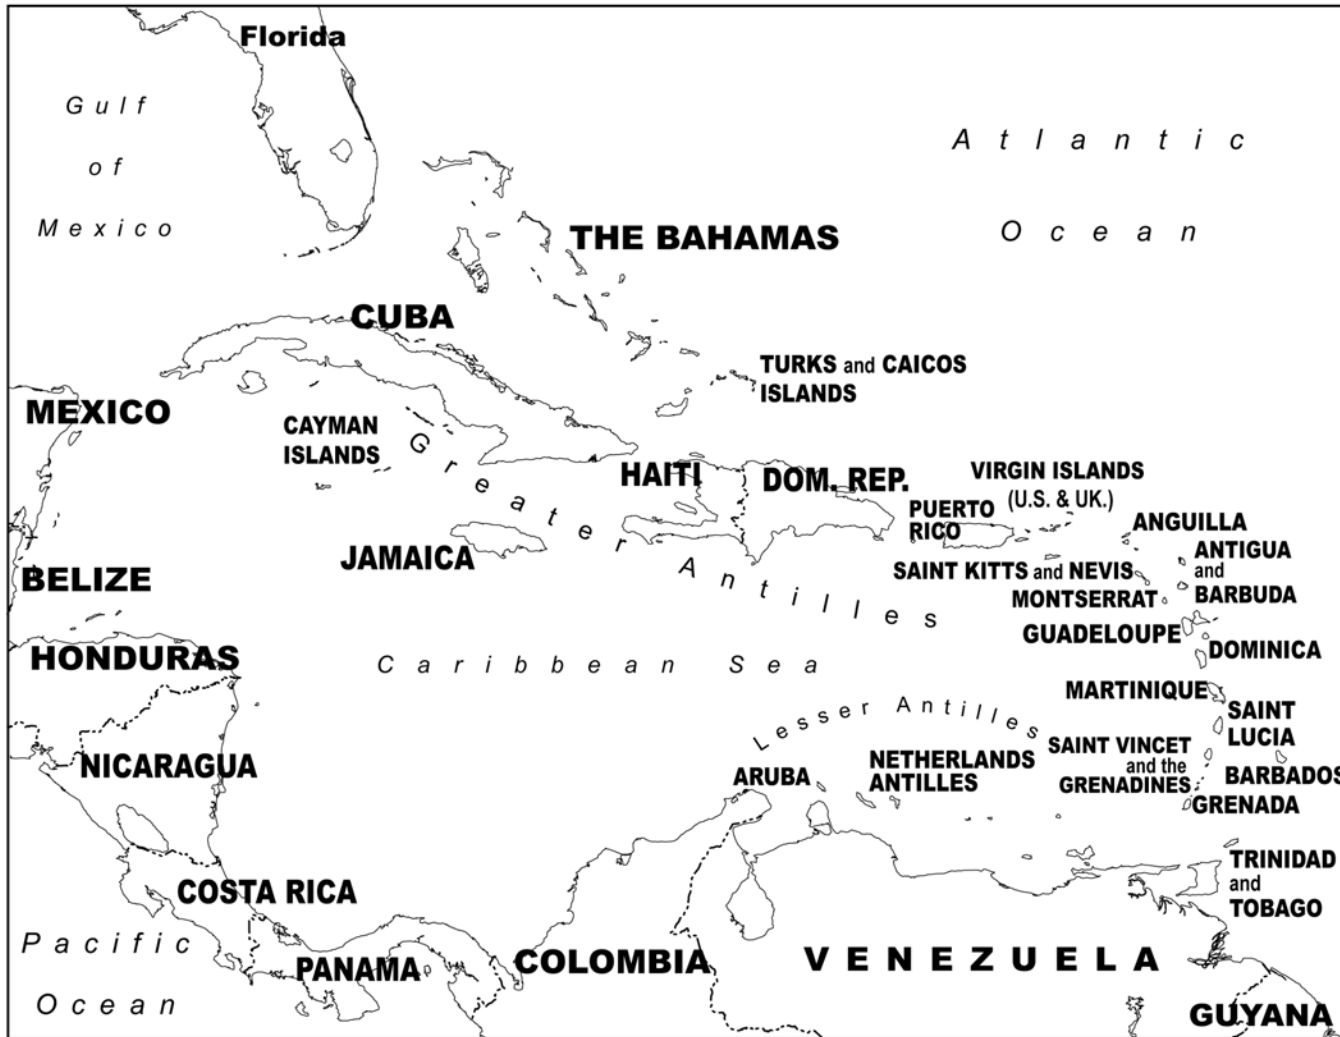 Florida
Gulf
of
Mexico
Atlantic
Ocean
THE BAHAMAS
CUBA
TURKS and CAICOS
ISLANDS
MEXICO
CAYMAN
ISLANDS
Greater Antilles
HAITI
DOM. REP.
VIRGIN ISLANDS
(U.S. & UK.)
PUERTO
RICO
ANGUILLA
JAMAICA
ANTIGUA
and
BARBUDA
SAINT KITTS and NEVIS
BELIZE
MONTSERRAT
GUADELOUPE
DOMINICA
HONDURAS
Caribbean Sea
MARTINIQUE
Lesser Antilles
SAINT
LUCIA
SAINT VINCET
and the
GRENADINES
NETHERLANDS
ANTILLES
ARUBA
NICARAGUA
BARBADOS
GRENADA
TRINIDAD
and
TOBAGO
COSTA RICA
Pacific
Ocean
PANAMA
COLOMBIA
VENEZUELA
GUYANA